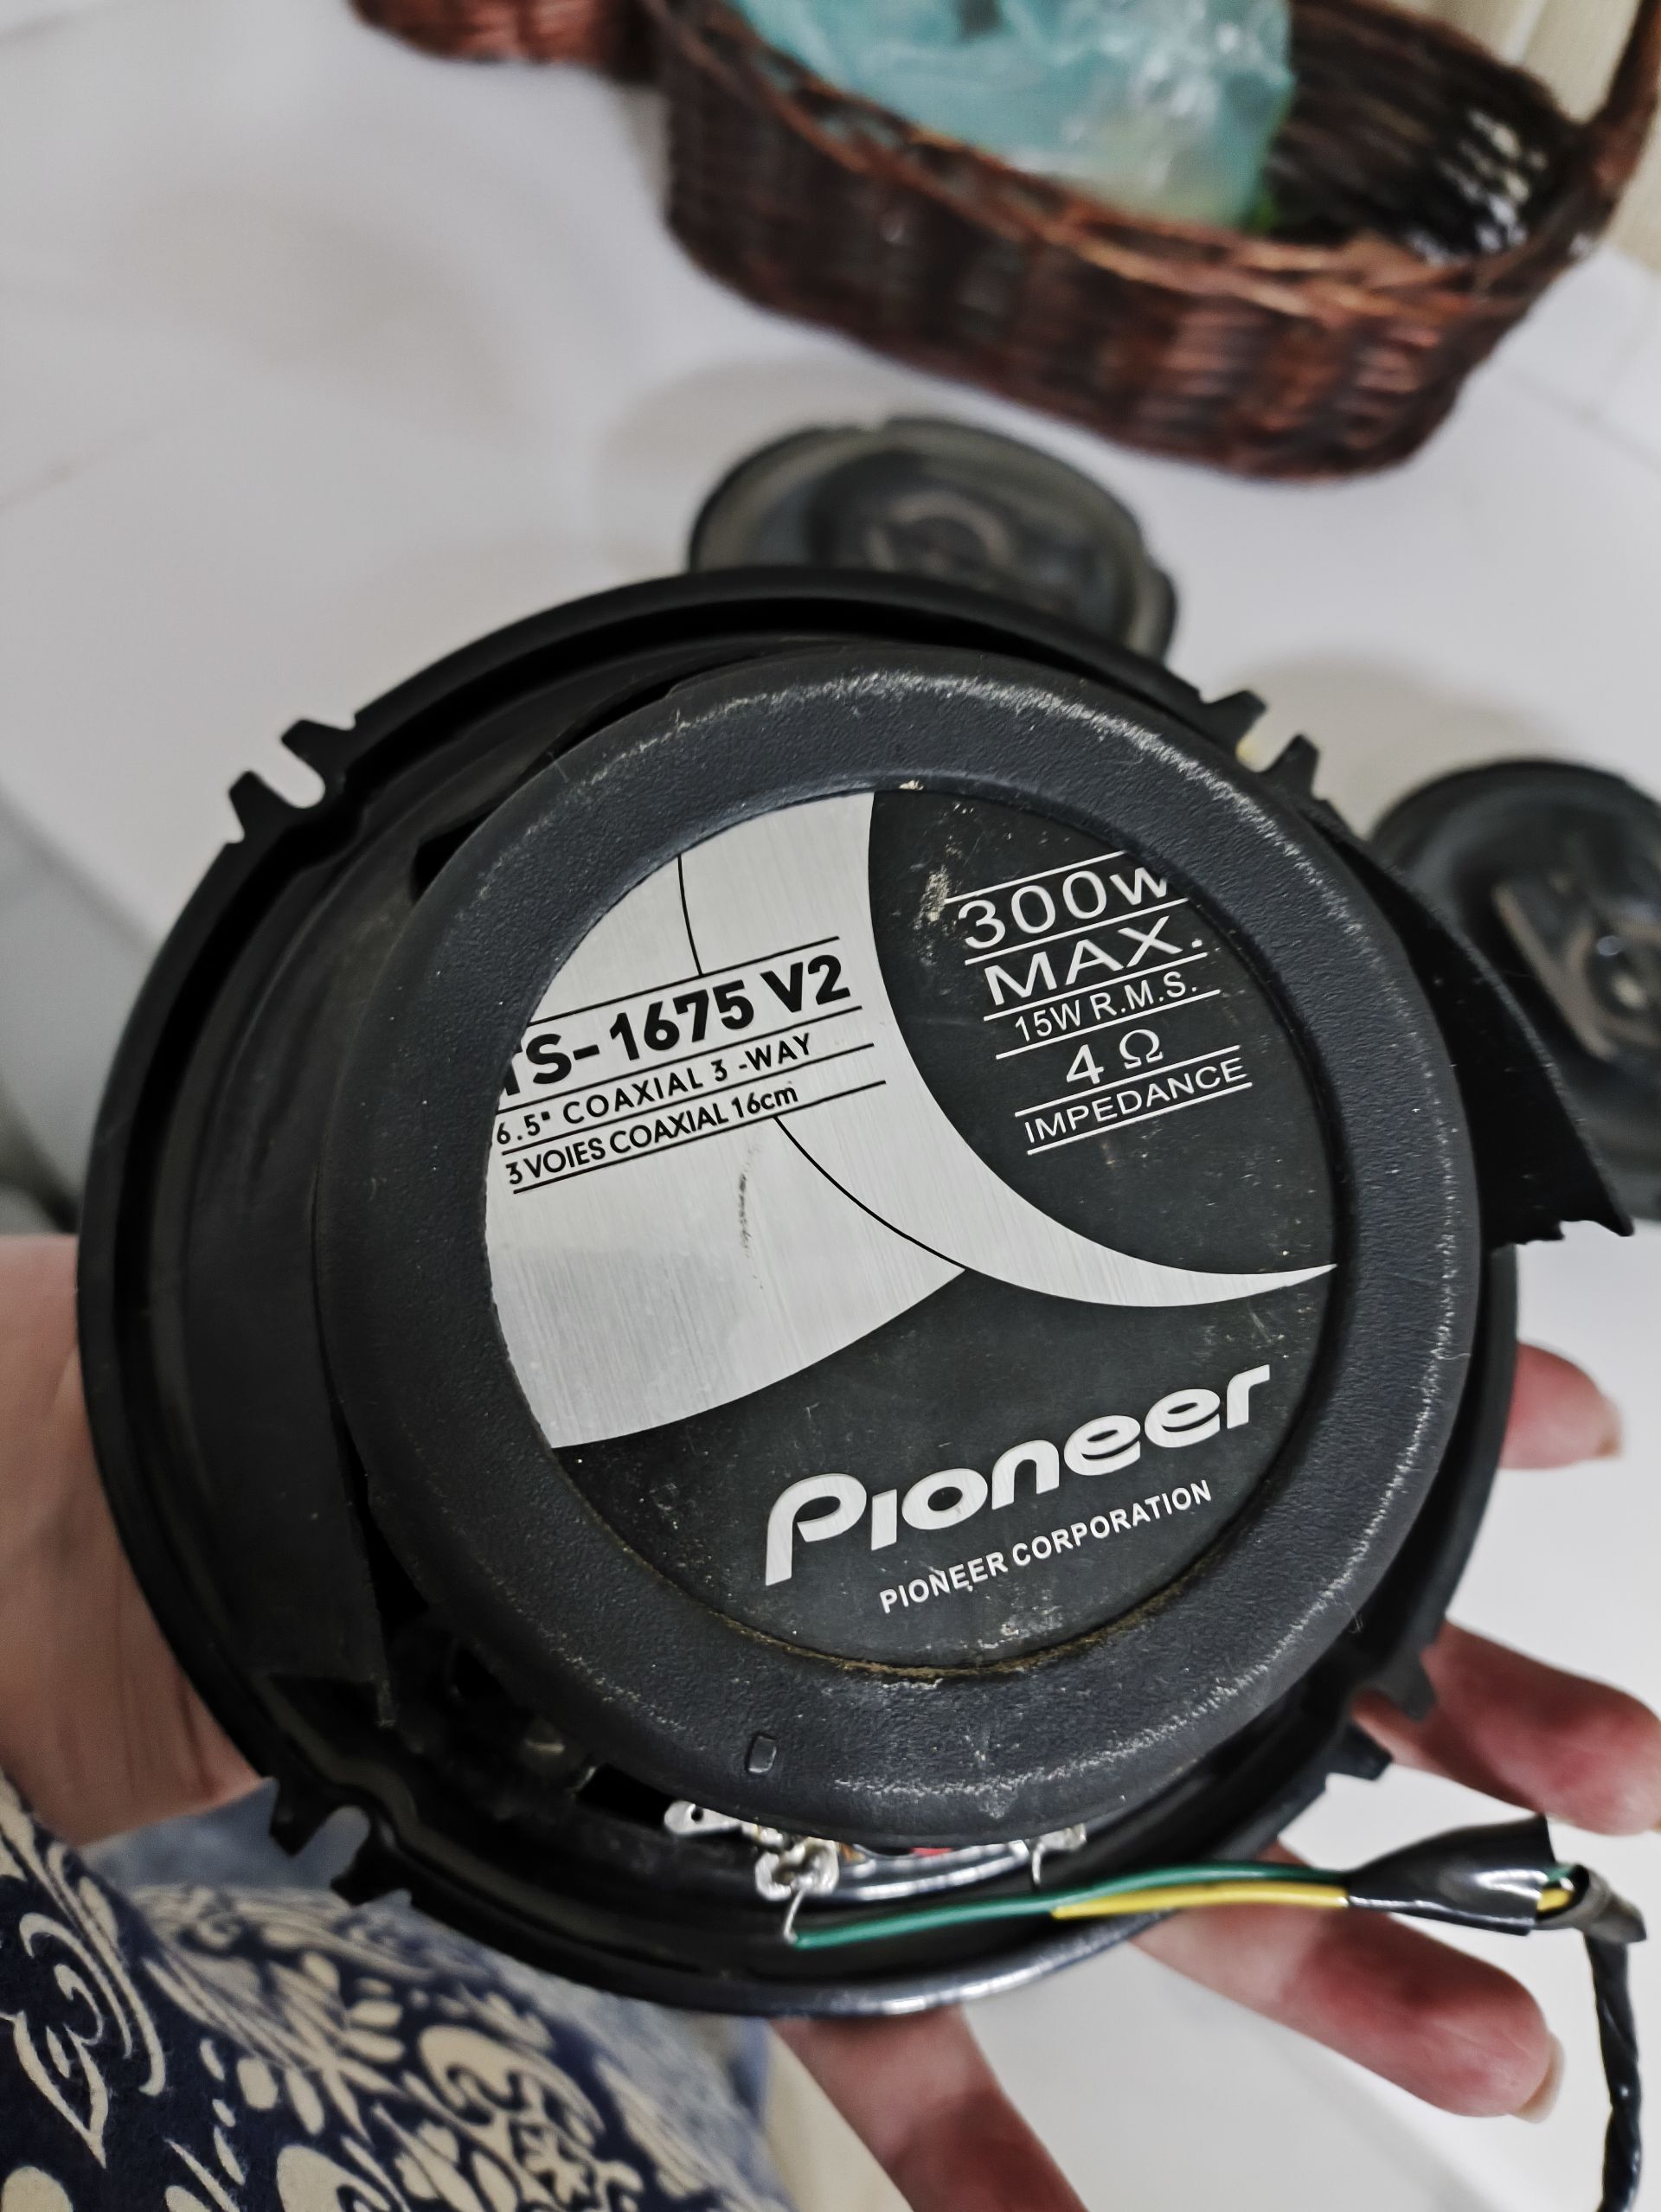 TS-1675 V2
6.5" COAXIAL 3 -WAY
3 VOIES COAXIAL 16cm
300w
MAX.
15W R.M.S.
4 Ω
IMPEDANCE
Pioneer
PIONEER CORPORATION